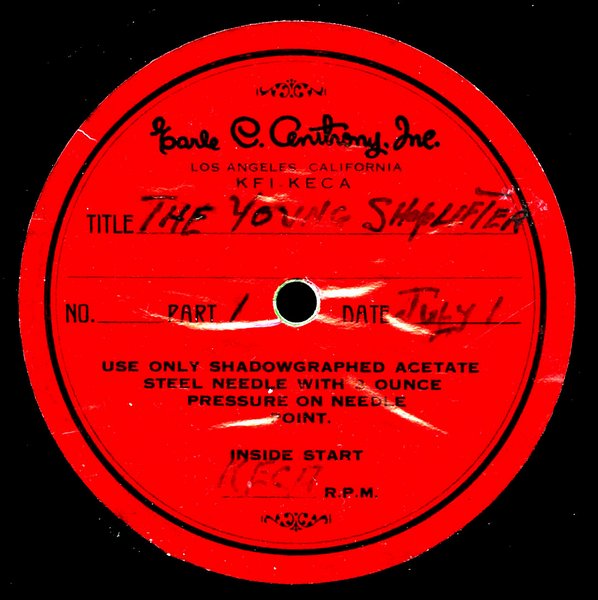 Earle C. Anthony, Inc.
LOS ANGELES, CALIFORNIA
KFI-KECA
TITLE THE YOUNG SHOPLIFTER
NO. PART 1 DATE JULY 1
USE ONLY SHADOWGRAPHED ACETATE
STEEL NEEDLE WITH OUNCE
PRESSURE ON NEEDLE
POINT.
INSIDE START
KECA R.P.M.